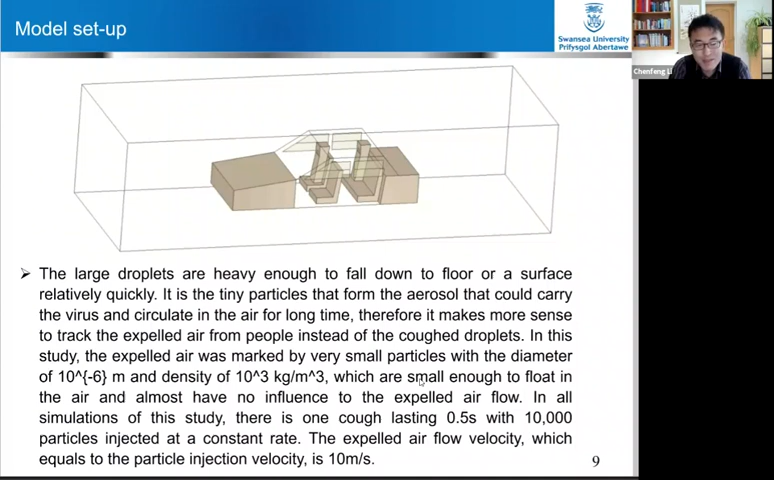 Model set-up
Swansea University
Prifysgol Abertawe
Chenfeng Li
➢ The large droplets are heavy enough to fall down to floor or a surface
relatively quickly. It is the tiny particles that form the aerosol that could carry
the virus and circulate in the air for long time, therefore it makes more sense
to track the expelled air from people instead of the coughed droplets. In this
study, the expelled air was marked by very small particles with the diameter
of 10^{-6} m and density of 10^3 kg/m^3, which are small enough to float in
the air and almost have no influence to the expelled air flow. In all
simulations of this study, there is one cough lasting 0.5s with 10,000
particles injected at a constant rate. The expelled air flow velocity, which
equals to the particle injection velocity, is 10m/s.
9